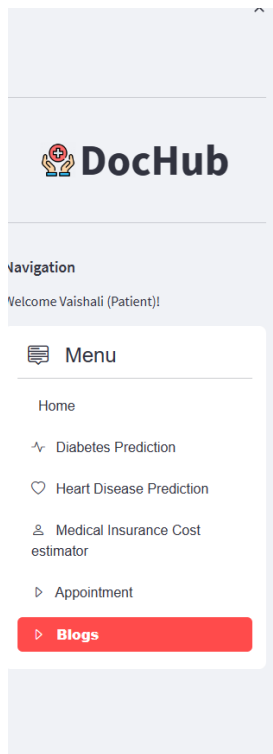 DocHub
Navigation
Welcome Vaishali (Patient)!
Menu
Home
Diabetes Prediction
Heart Disease Prediction
Medical Insurance Cost
estimator
Appointment
Blogs